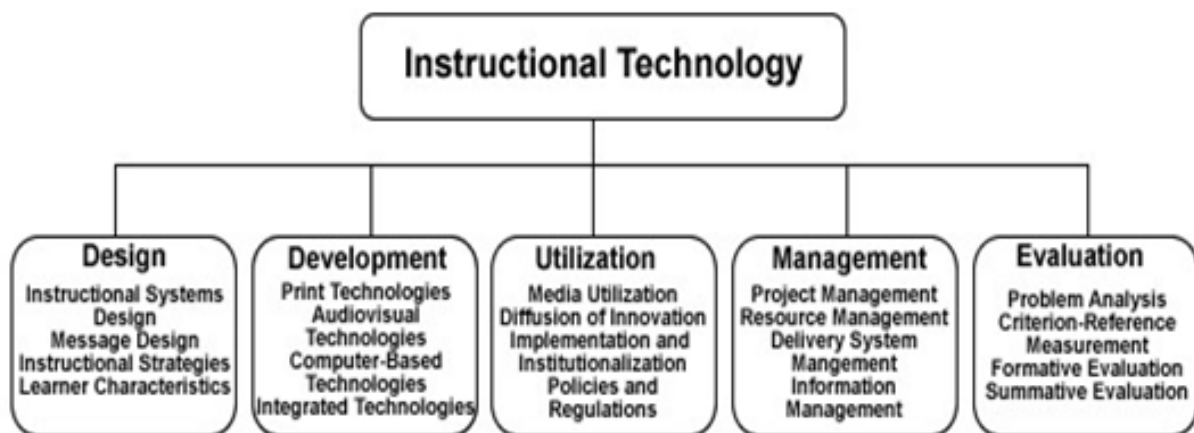 Instructional Technology
Design
Instructional Systems
Design
Message Design
Instructional Strategies
Learner Characteristics
Development
Print Technologies
Audiovisual
Technologies
Computer-Based
Technologies
Integrated Technologies
Utilization
Media Utilization
Diffusion of Innovation
Implementation and
Institutionalization
Policies and
Regulations
Management
Project Management
Resource Management
Delivery System
Mangement
Information
Management
Evaluation
Problem Analysis
Criterion-Reference
Measurement
Formative Evaluation
Summative Evaluation